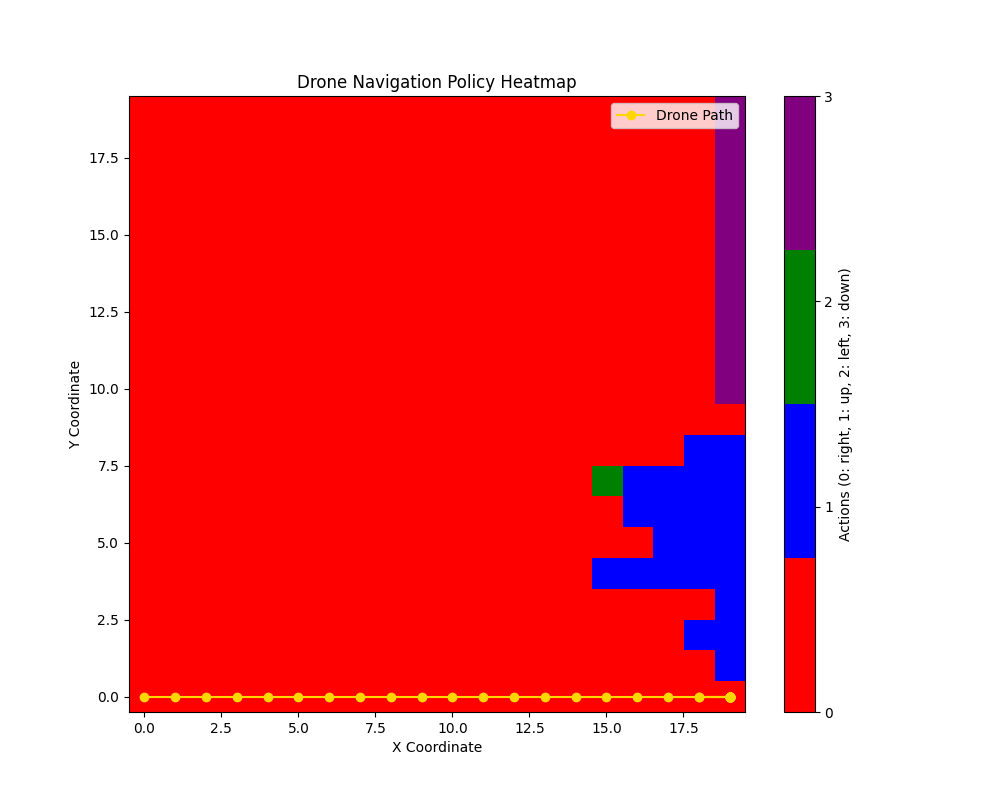 Drone Navigation Policy Heatmap
Drone Path
17.5
15.0
12.5
10.0
7.5
5.0
2.5
0.0
Y Coordinate
0.0 2.5 5.0 7.5 10.0 12.5 15.0 17.5
X Coordinate
3
2
1
0
Actions (0: right, 1: up, 2: left, 3: down)